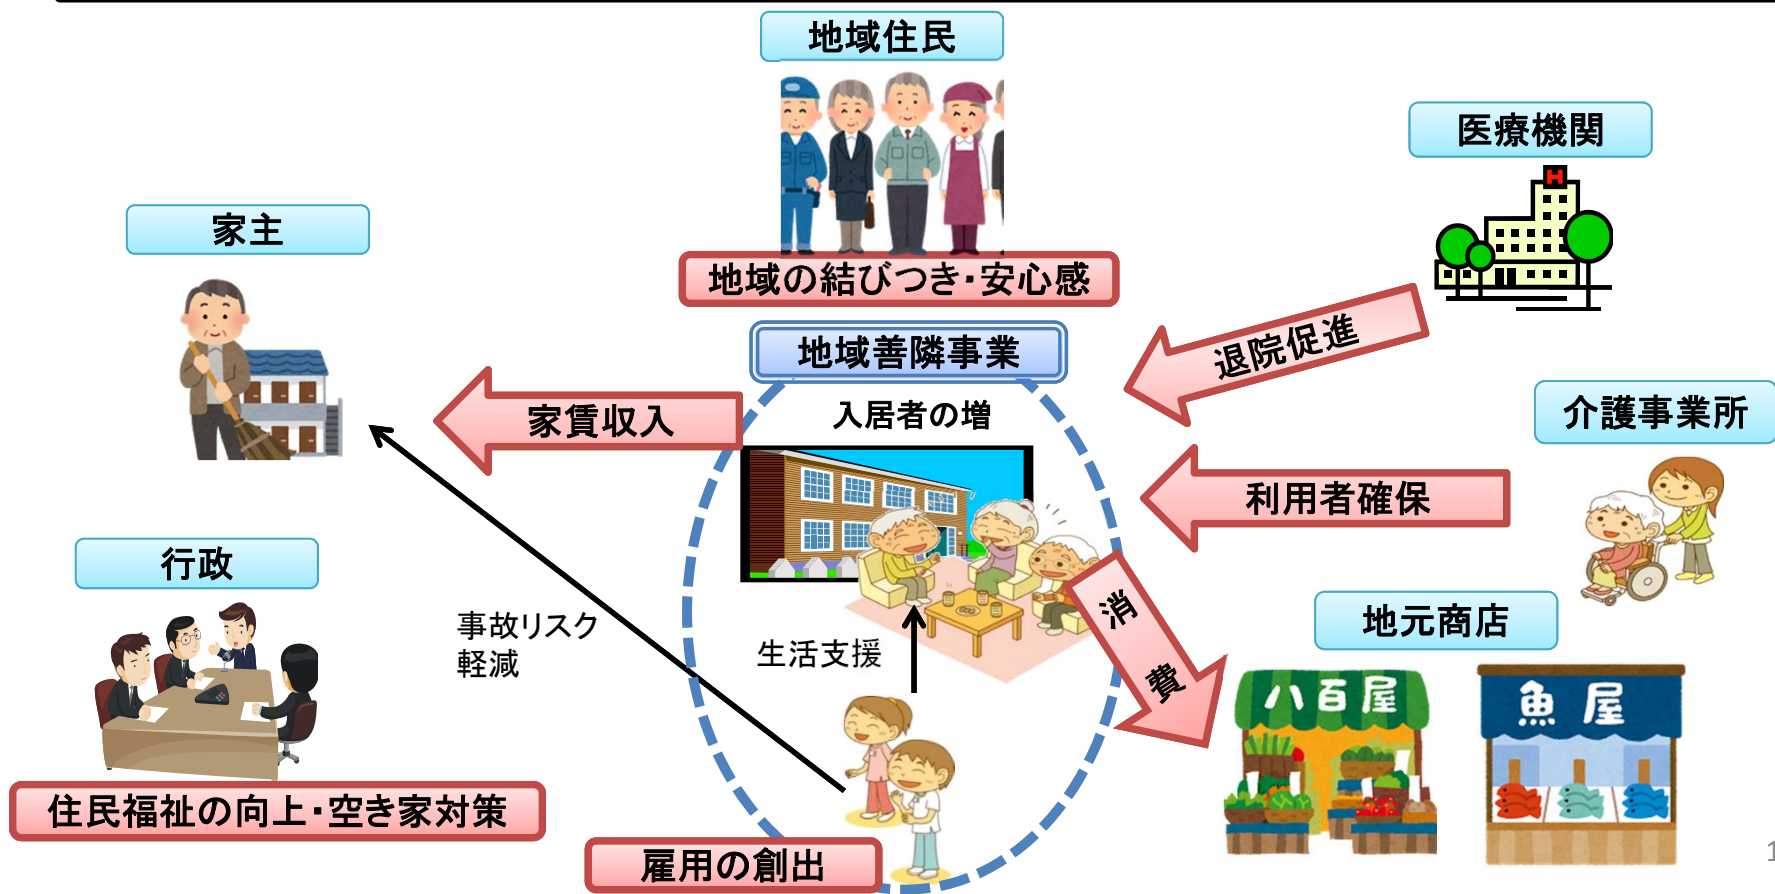 地域住民
医療機関
家主
地域の結びつき・安心感
退院促進
地域善隣事業
介護事業所
家賃収入
入居者の増
利用者確保
行政
事故リスク
軽減
生活支援
消費
地元商店
八百屋
魚屋
住民福祉の向上・空き家対策
雇用の創出
H